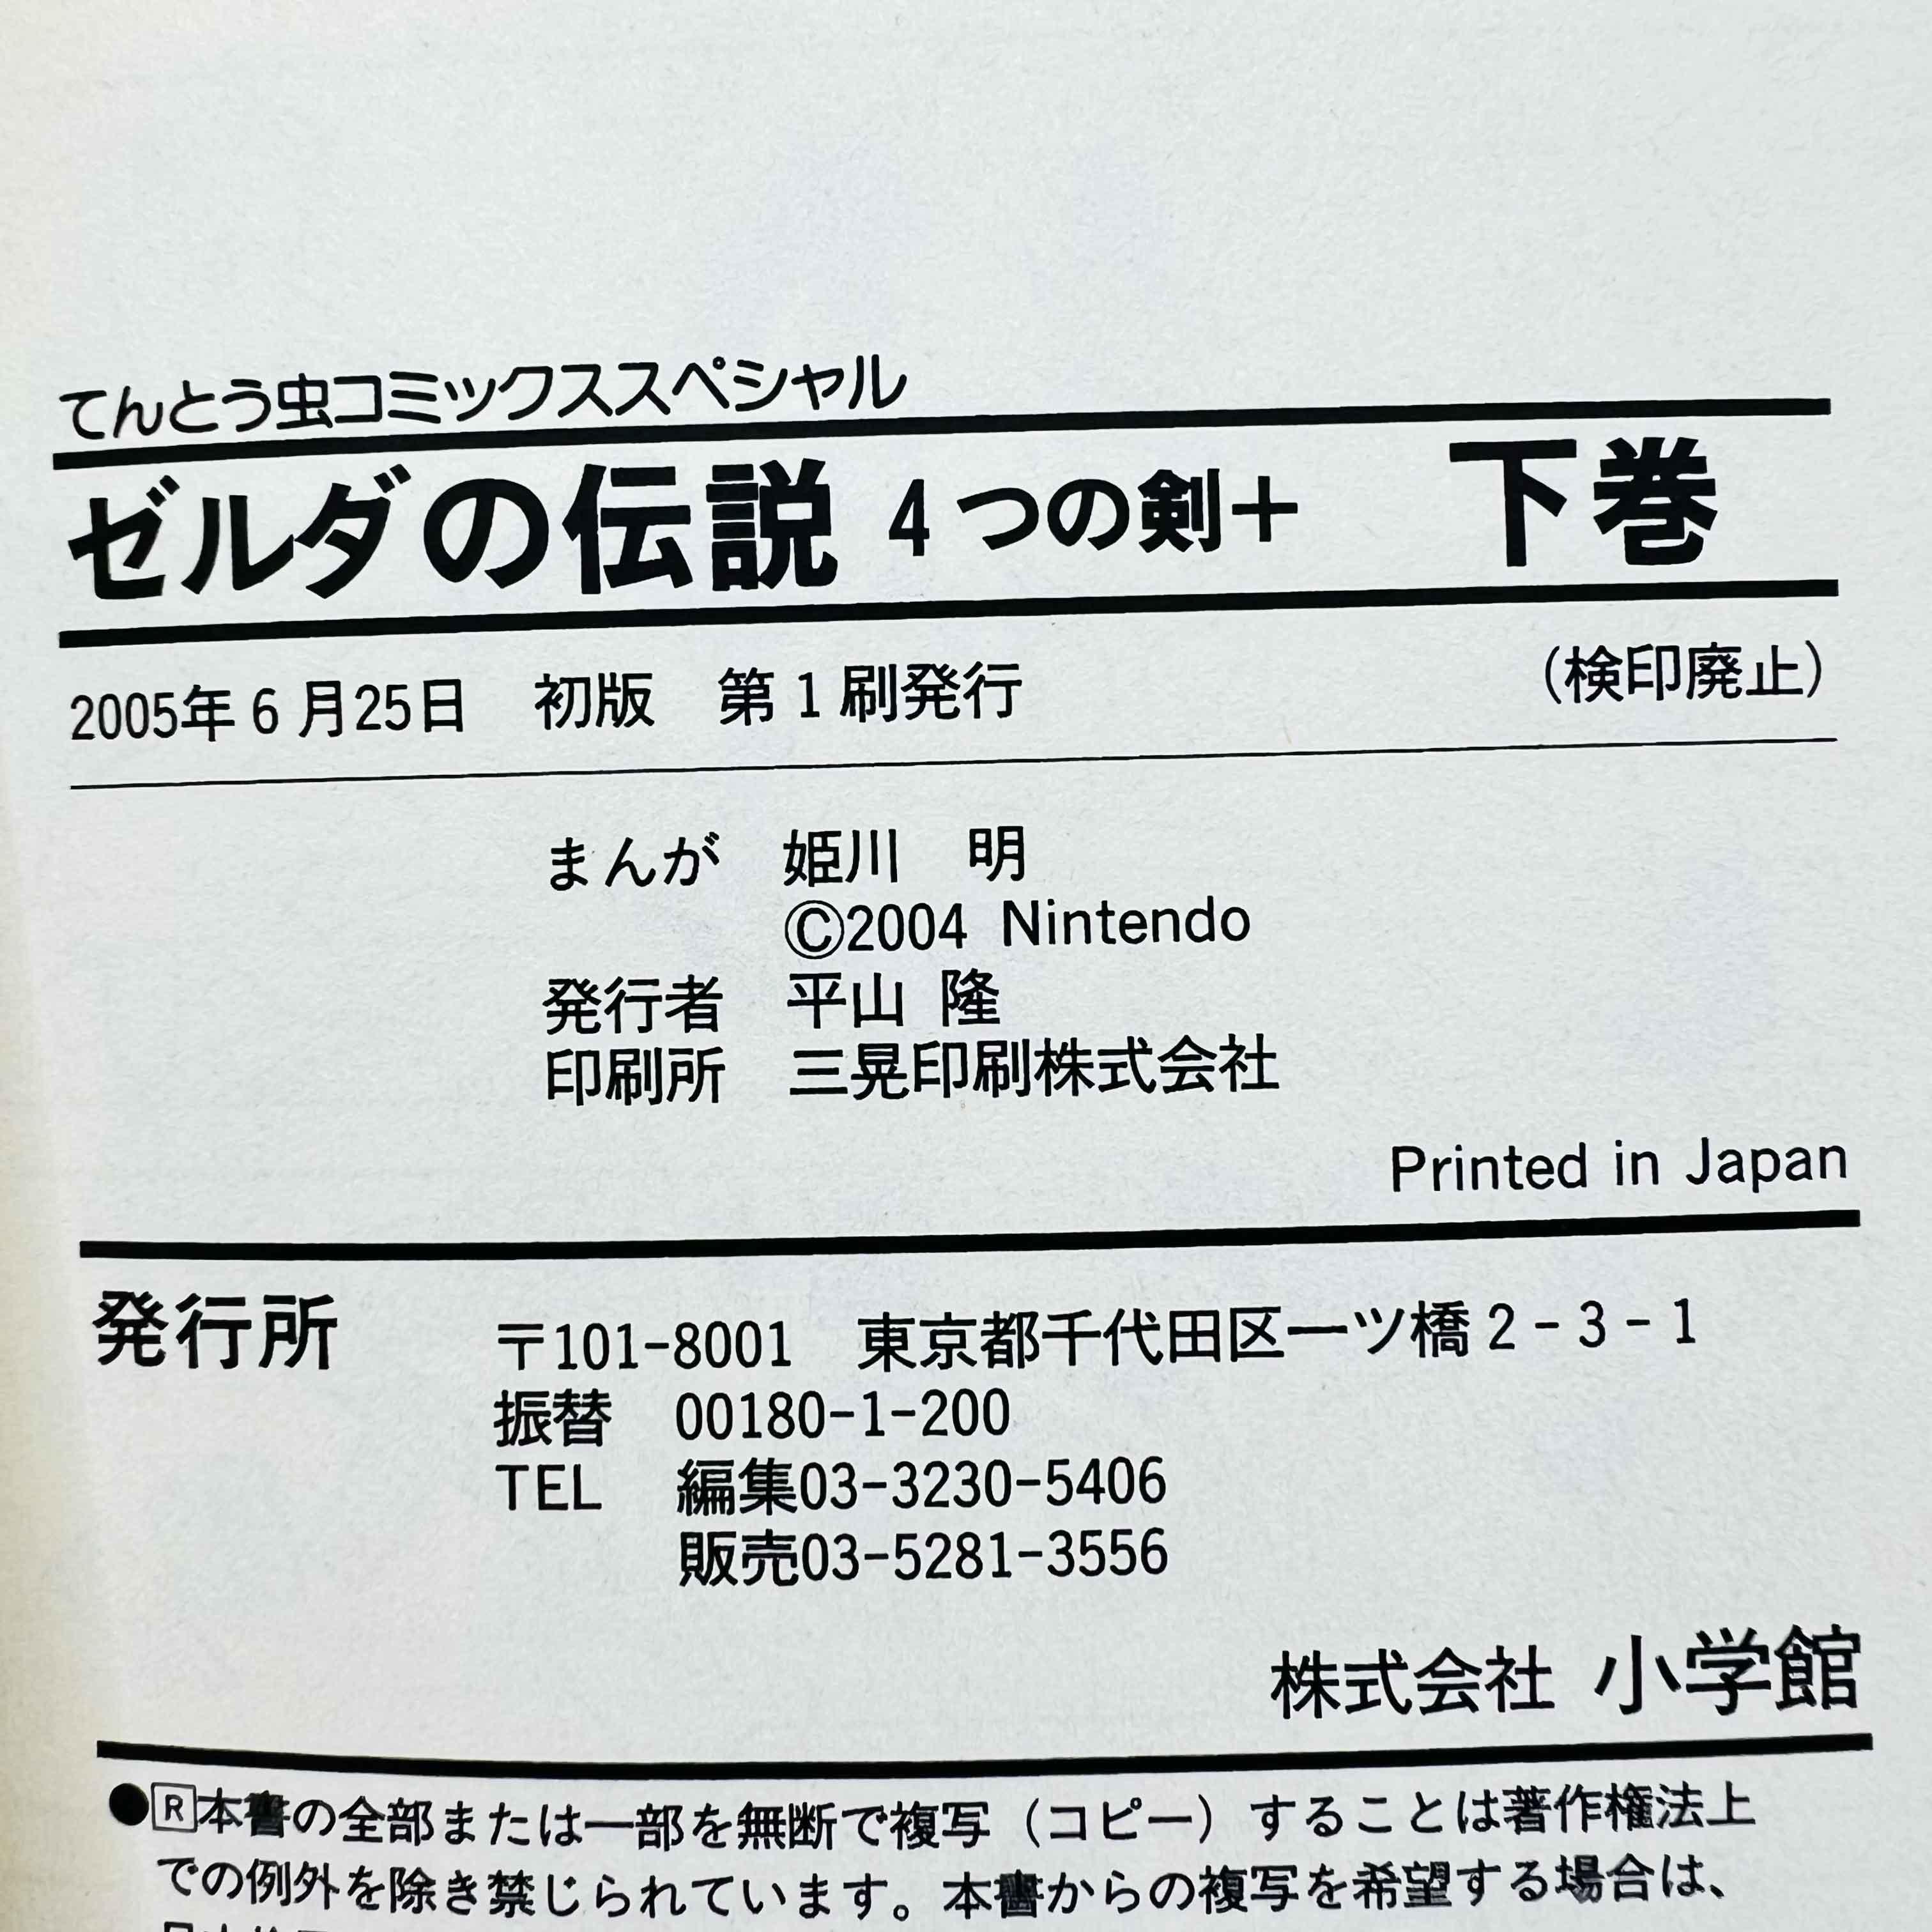 てんとう虫コミックススペシャル
ゼルダの伝説 4つの剣+ 下巻
2005年6月25日 初版 第1刷発行 (検印廃止)
まんが 姫川 明
©2004 Nintendo
発行者 平山 隆
印刷所 三晃印刷株式会社
Printed in Japan
発行所 〒101-8001 東京都千代田区一ツ橋2-3-1
振替 00180-1-200
TEL 編集03-3230-5406
販売03-5281-3556
株式会社 小学館
●R本書の全部または一部を無断で複写(コピー)することは著作権法上
での例外を除き禁じられています。本書からの複写を希望する場合は、